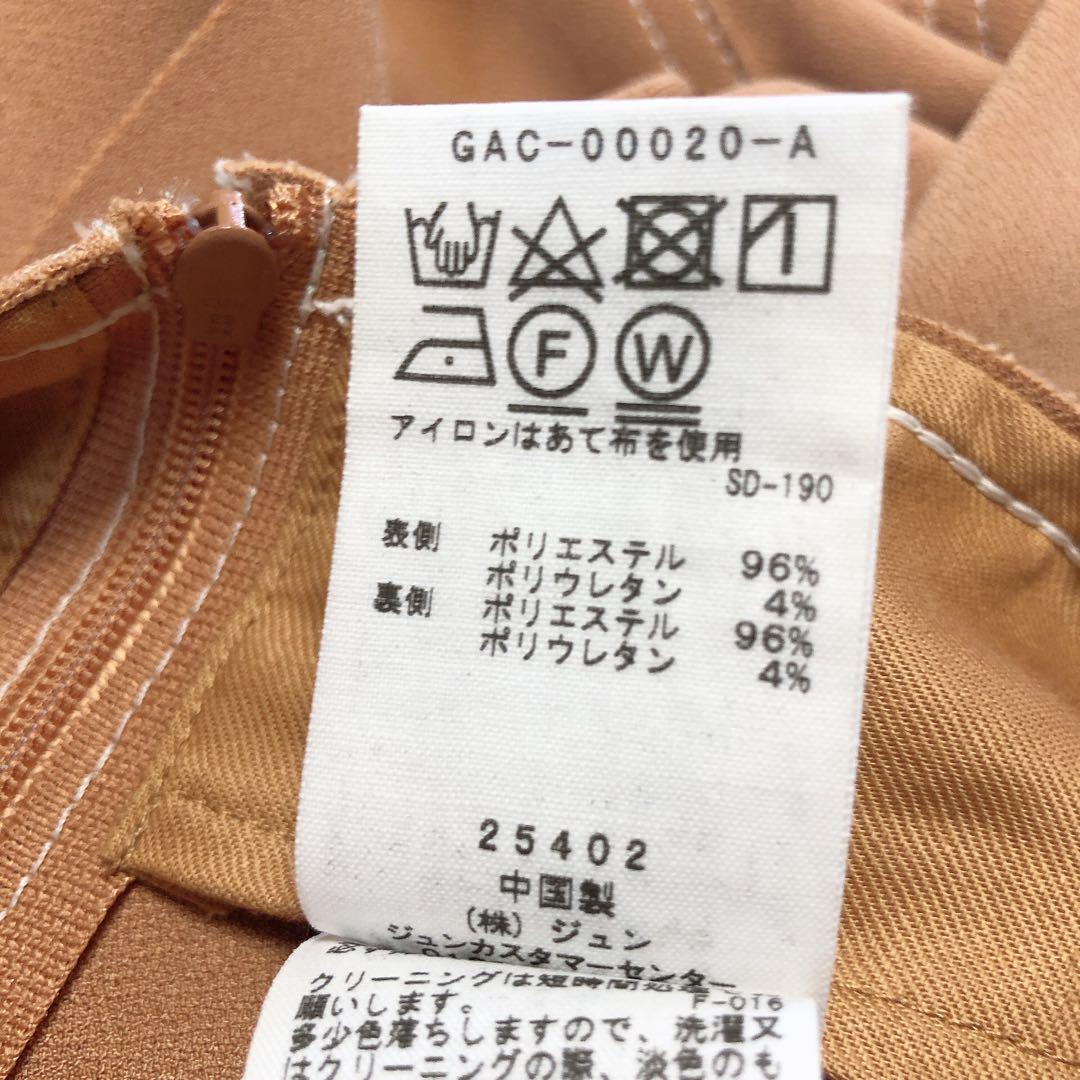 GAC-00020-A
F W
アイロンはあて布を使用
SD-190
表側 ポリエステル 96%
ポリウレタン 4%
裏側 ポリエステル 96%
ポリウレタン 4%
25402
中国製
(株) ジュン
ジュンカスタマーセンター
クリーニングは短時間
F-016
願いします。
多少色落ちしますので、洗濯又
はクリーニングの際、淡色のも